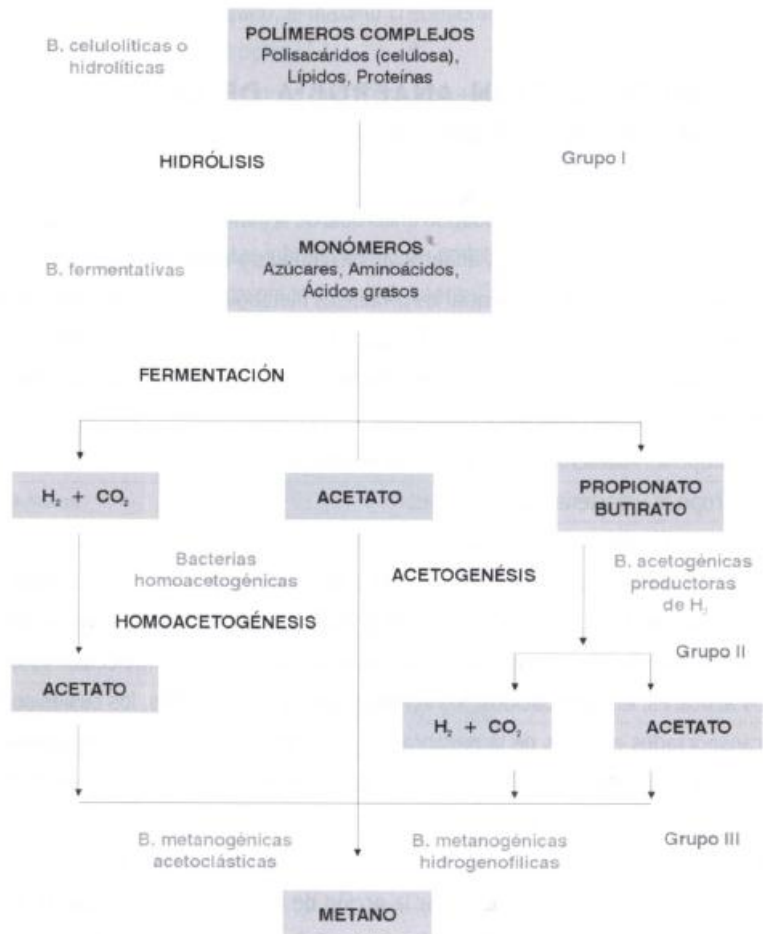 B. celulolíticas o
hidrolíticas
POLÍMEROS COMPLEJOS
Polisacáridos (celulosa),
Lípidos, Proteínas
HIDRÓLISIS
Grupo I
B. fermentativas
MONÓMEROS
Azúcares, Aminoácidos,
Ácidos grasos
FERMENTACIÓN
H₂ + CO₂
ACETATO
PROPIONATO
BUTIRATO
Bacterias
homoacetogénicas
ACETOGENÉSIS
B. acetogénicas
productoras
de H₂
HOMOACETOGÉNESIS
Grupo II
ACETATO
H₂ + CO₂
ACETATO
B. metanogénicas
acetoclásticas
B. metanogénicas
hidrogenofílicas
Grupo III
METANO